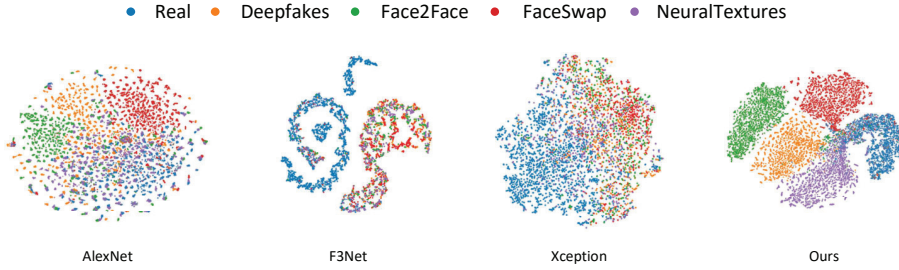 Real Deepfakes Face2Face FaceSwap NeuralTextures
AlexNet F3Net Xception Ours